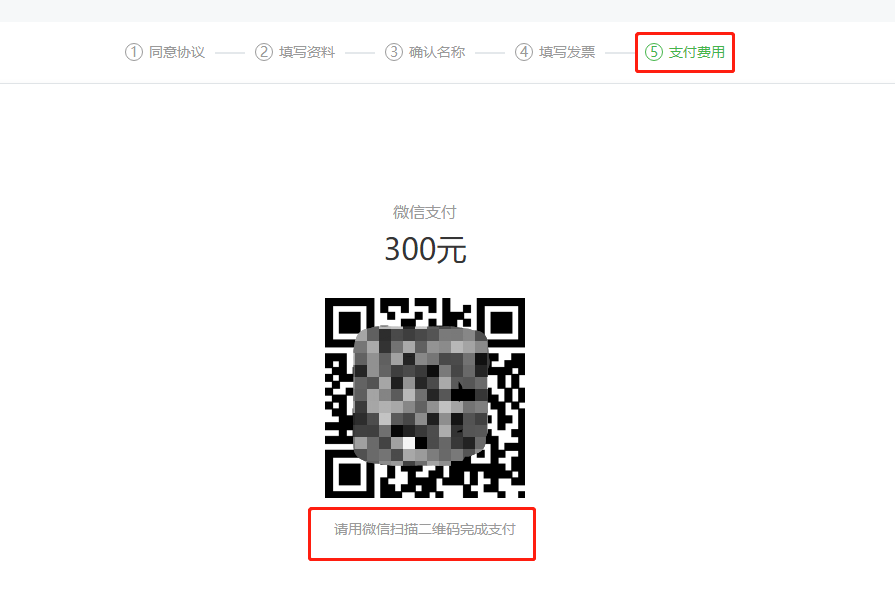 ① 同意协议 ② 填写资料 ③ 确认名称 ④ 填写发票 ⑤ 支付费用
微信支付
300元
请用微信扫描二维码完成支付